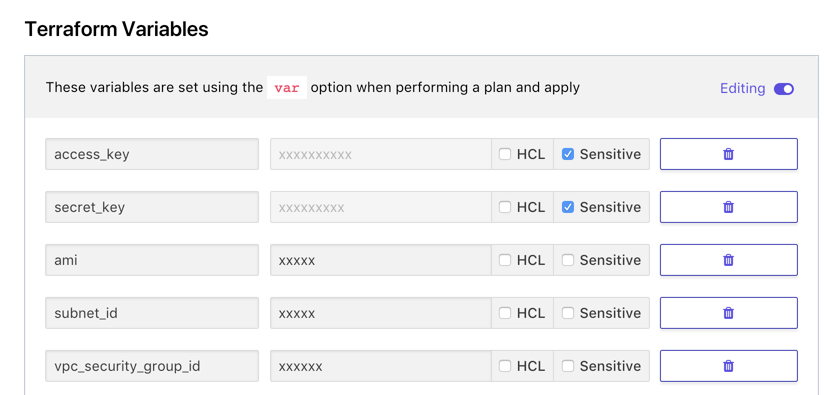 Terraform Variables
These variables are set using the var option when performing a plan and apply
Editing
access_key xxxxxxxxxx HCL Sensitive
secret_key xxxxxxxxx HCL Sensitive
ami xxxxx HCL Sensitive
subnet_id xxxxx HCL Sensitive
vpc_security_group_id xxxxxx HCL Sensitive